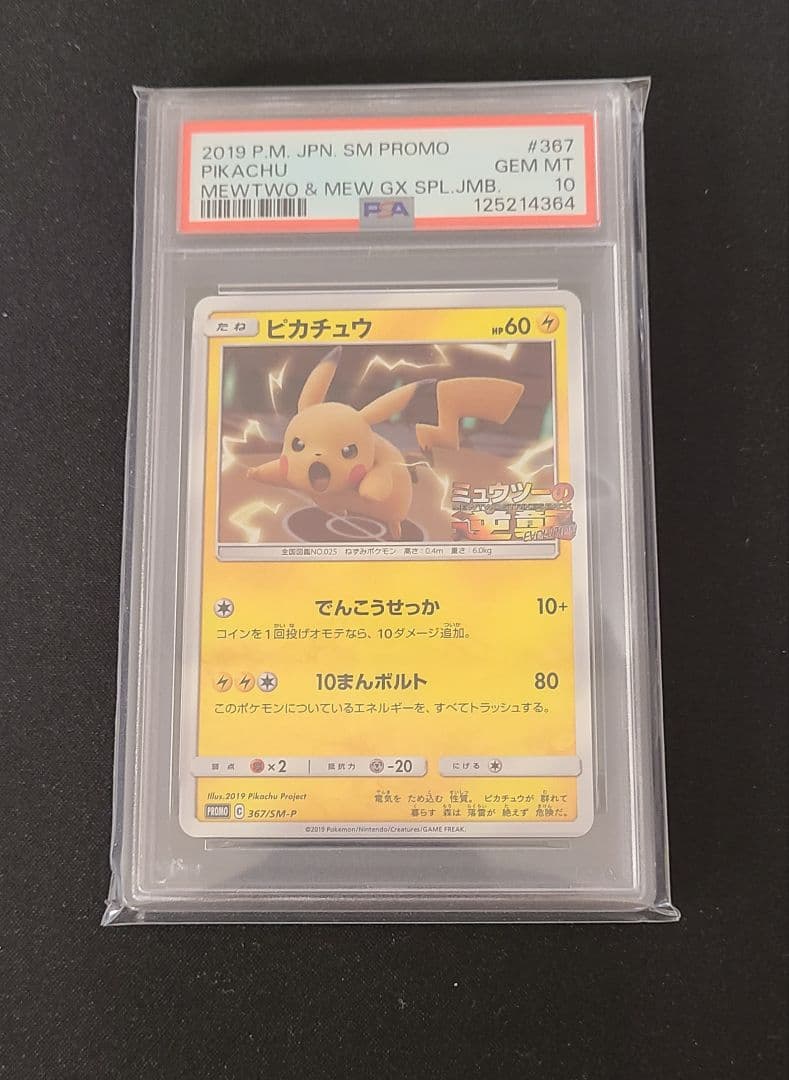 2019 P.M. JPN. SM PROMO #367
PIKACHU GEM MT
MEWTWO & MEW GX SPL.JMB. 10
PSA 125214364
たね ピカチュウ HP60
ミュウツーの
逆襲
EVOLUTION
全国図鑑NO.025 ねずみポケモン 高さ:0.4m 重さ:6.0kg
でんこうせっか 10+
コインを1回投げオモテなら、10ダメージ追加。
10まんボルト 80
このポケモンについているエネルギーを、すべてトラッシュする。
弱点 ×2 抵抗力 -20 にげる
Illus.2019 Pikachu Project
電気を ため込む 性質。 ピカチュウが 群れて
暮らす 森は 落雷が 絶えず 危険だ。
PROMO C 367/SM-P
©2019 Pokémon/Nintendo/Creatures/GAME FREAK.